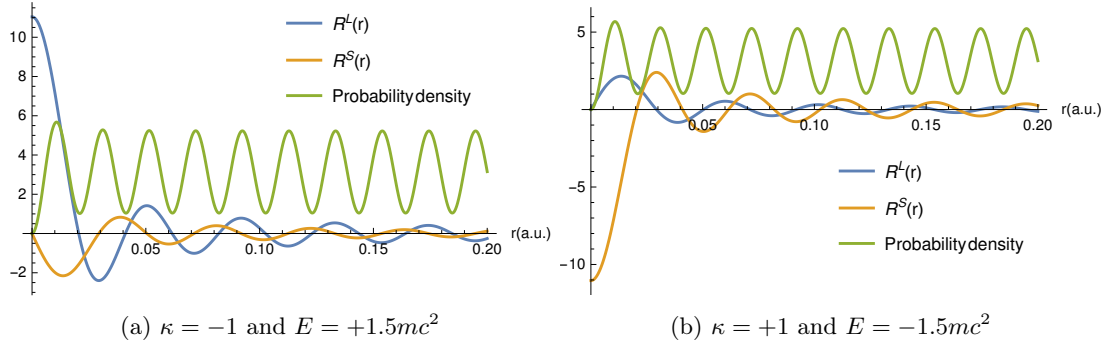 10
8
6
4
2
−2
R^L(r)
R^S(r)
Probability density
0.05
0.10
0.15
0.20
r(a.u.)
(a) κ = −1 and E = +1.5mc²
5
−5
−10
0.05
0.10
0.15
0.20
r(a.u.)
R^L(r)
R^S(r)
Probability density
(b) κ = +1 and E = −1.5mc²